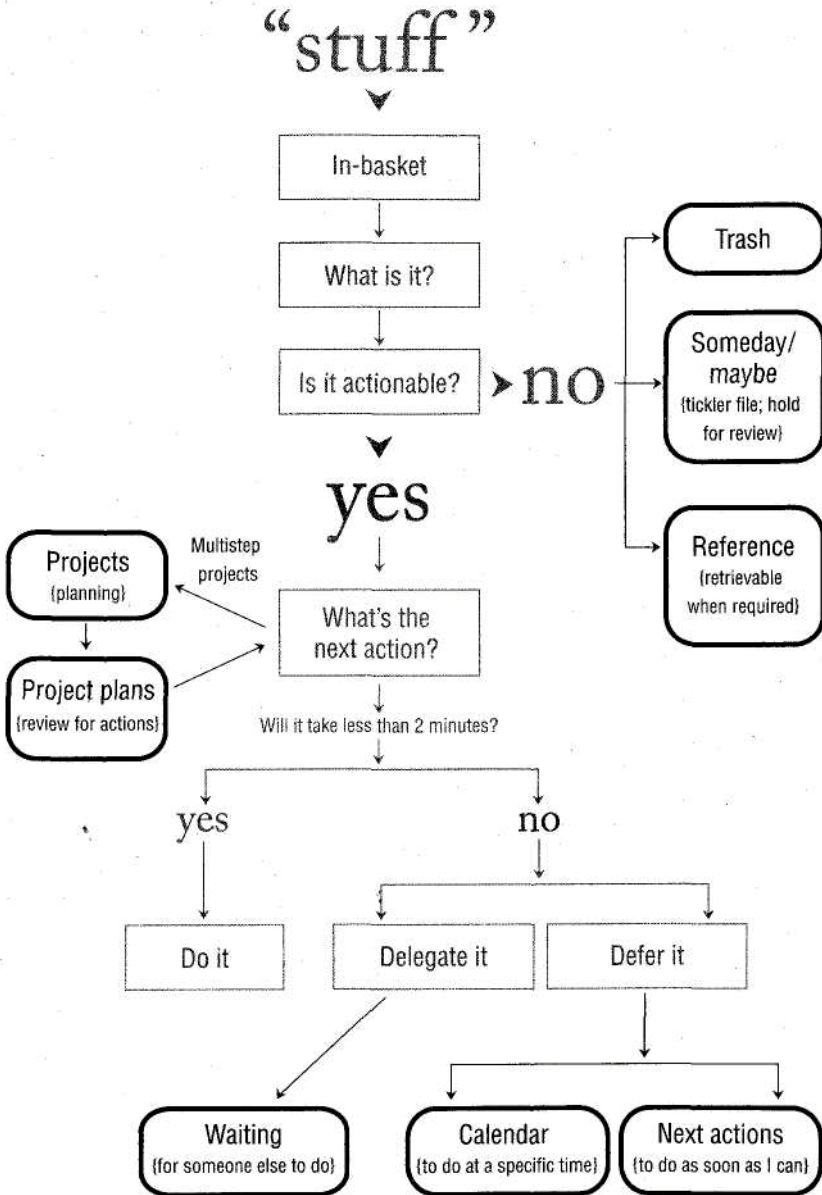 “stuff”
In-basket
What is it?
Is it actionable?
no
Trash
Someday/
maybe
{tickler file; hold
for review}
Reference
{retrievable
when required}
yes
Multistep
projects
Projects
{planning}
Project plans
{review for actions}
What's the
next action?
Will it take less than 2 minutes?
yes
no
Do it
Delegate it
Defer it
Waiting
{for someone else to do}
Calendar
{to do at a specific time}
Next actions
{to do as soon as I can}